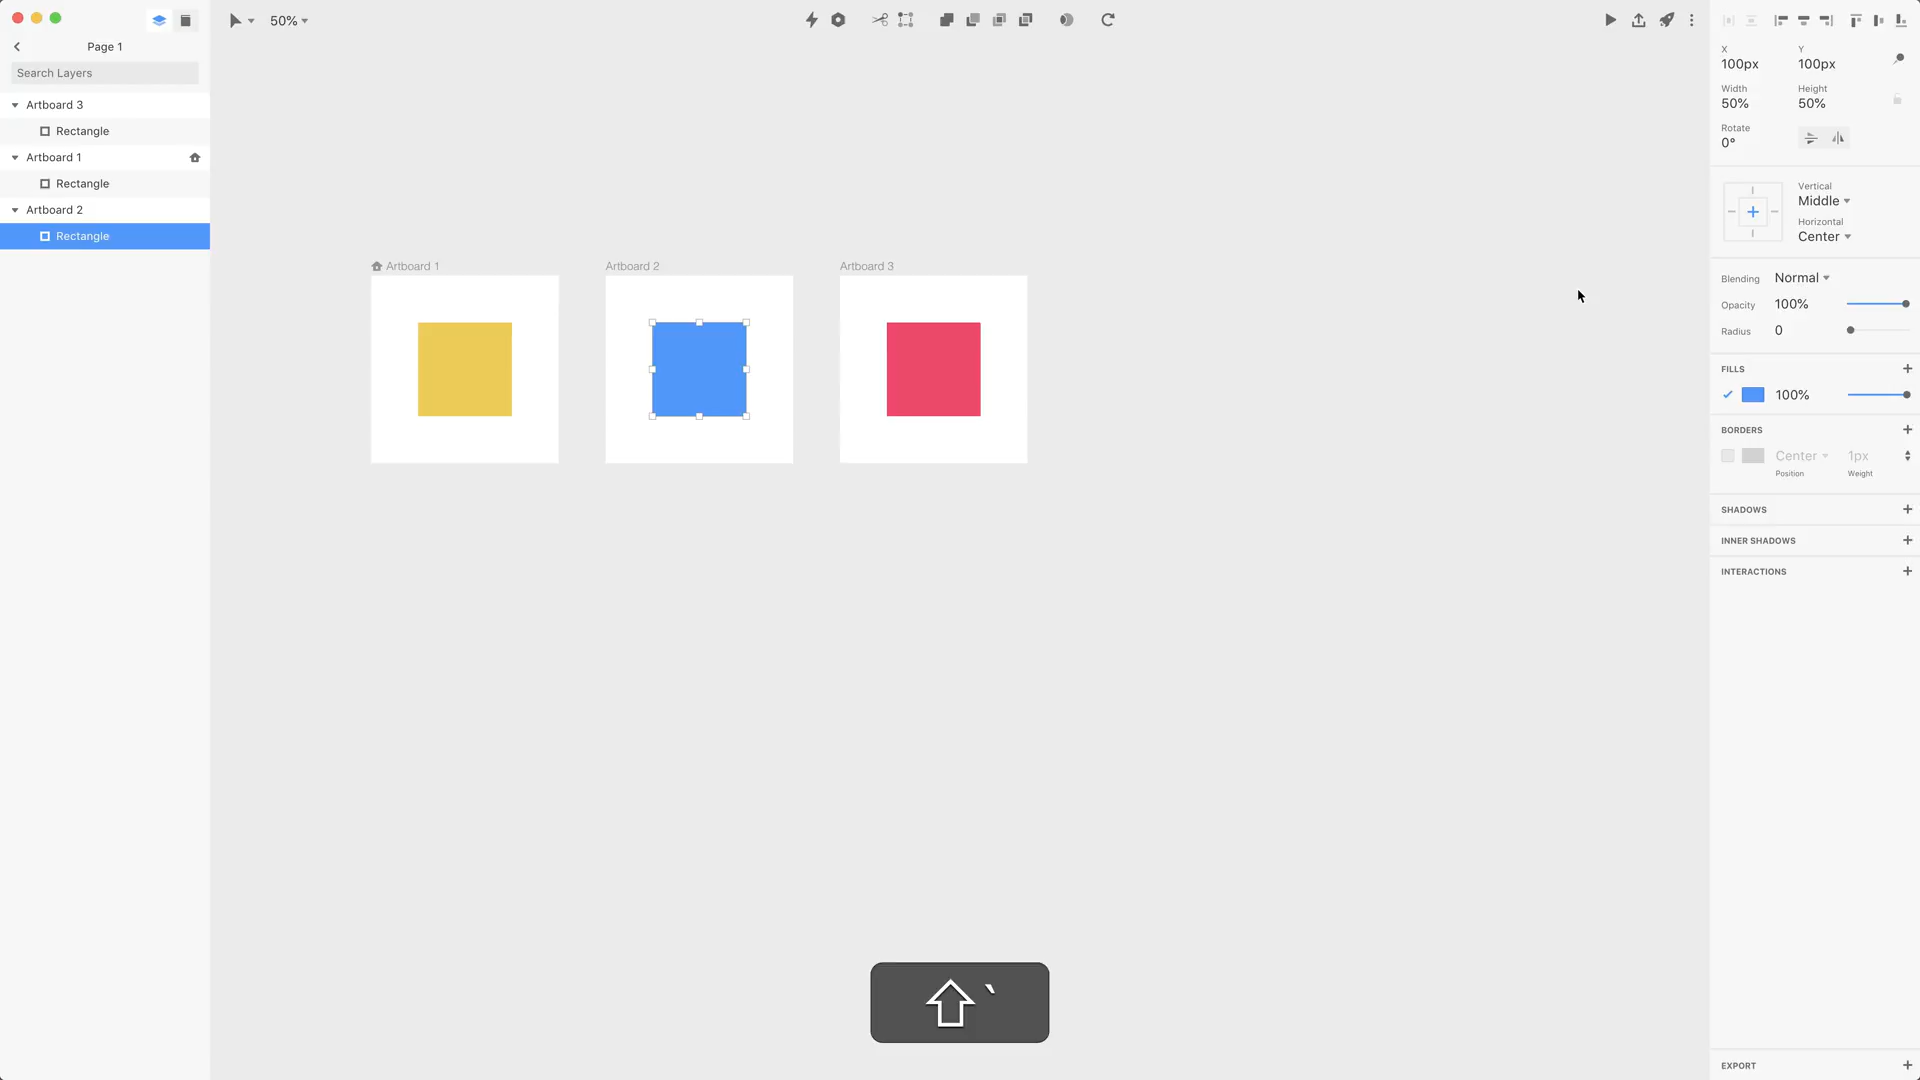 50%
Page 1
Search Layers
Artboard 3
Rectangle
Artboard 1
Rectangle
Artboard 2
Rectangle
Artboard 1
Artboard 2
Artboard 3
`
X
Y
100px
100px
Width
Height
50%
50%
Rotate
0°
Vertical
Middle
Horizontal
Center
Blending
Normal
Opacity
100%
Radius
0
FILLS
100%
BORDERS
Center
1px
Position
Weight
SHADOWS
INNER SHADOWS
INTERACTIONS
EXPORT